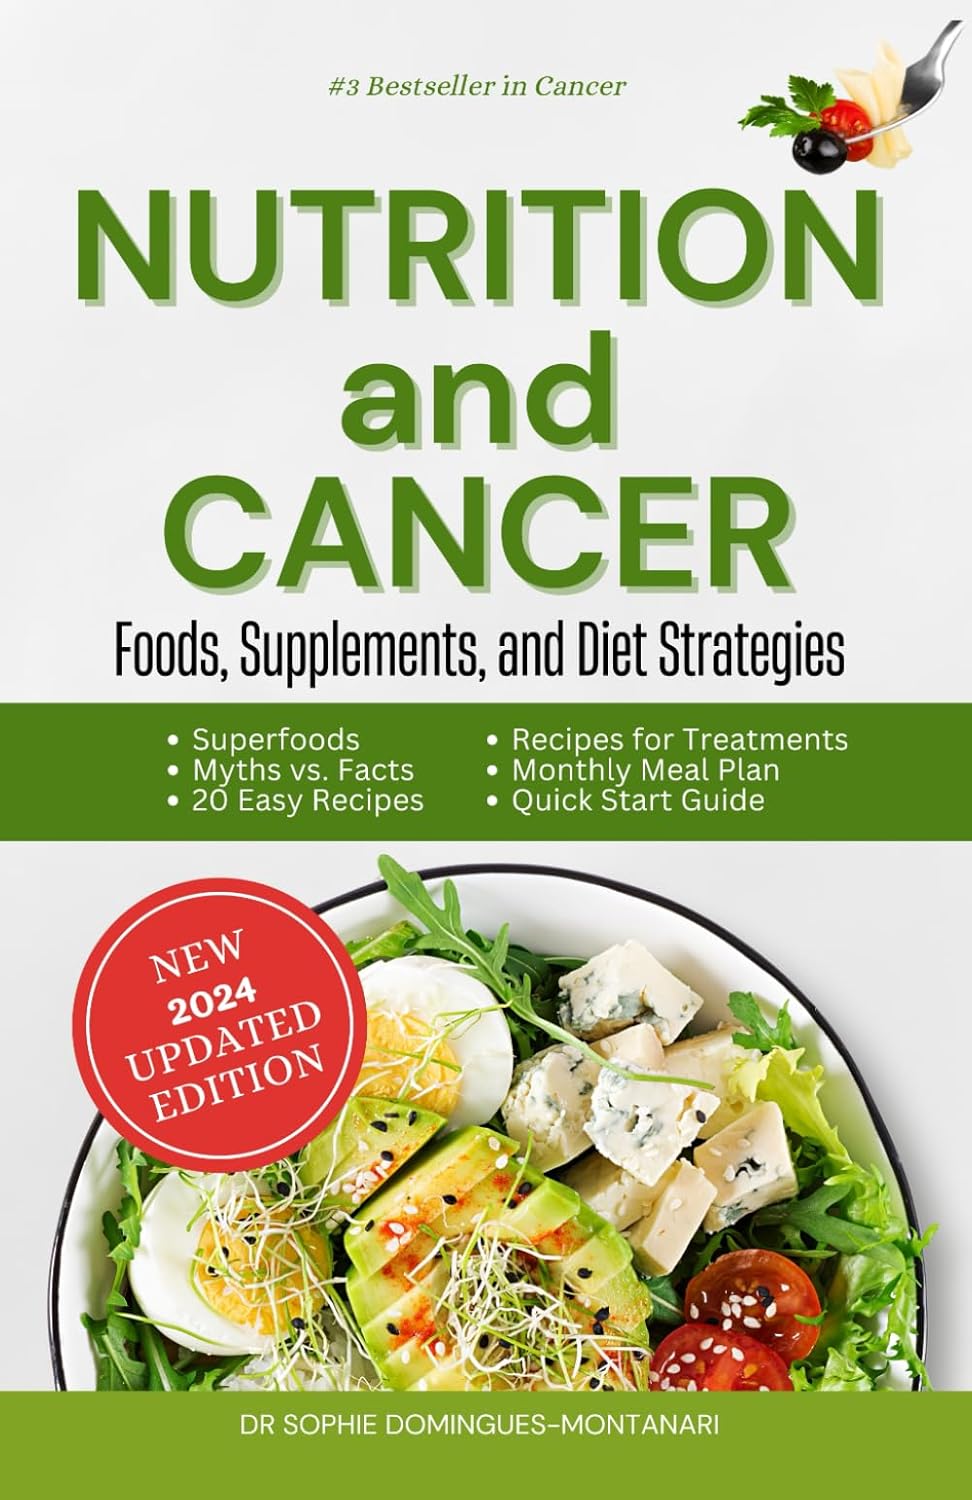 #3 Bestseller in Cancer
NUTRITION
and
CANCER
Foods, Supplements, and Diet Strategies
• Superfoods
• Myths vs. Facts
• 20 Easy Recipes
• Recipes for Treatments
• Monthly Meal Plan
• Quick Start Guide
NEW
2024
UPDATED
EDITION
DR SOPHIE DOMINGUES-MONTANARI